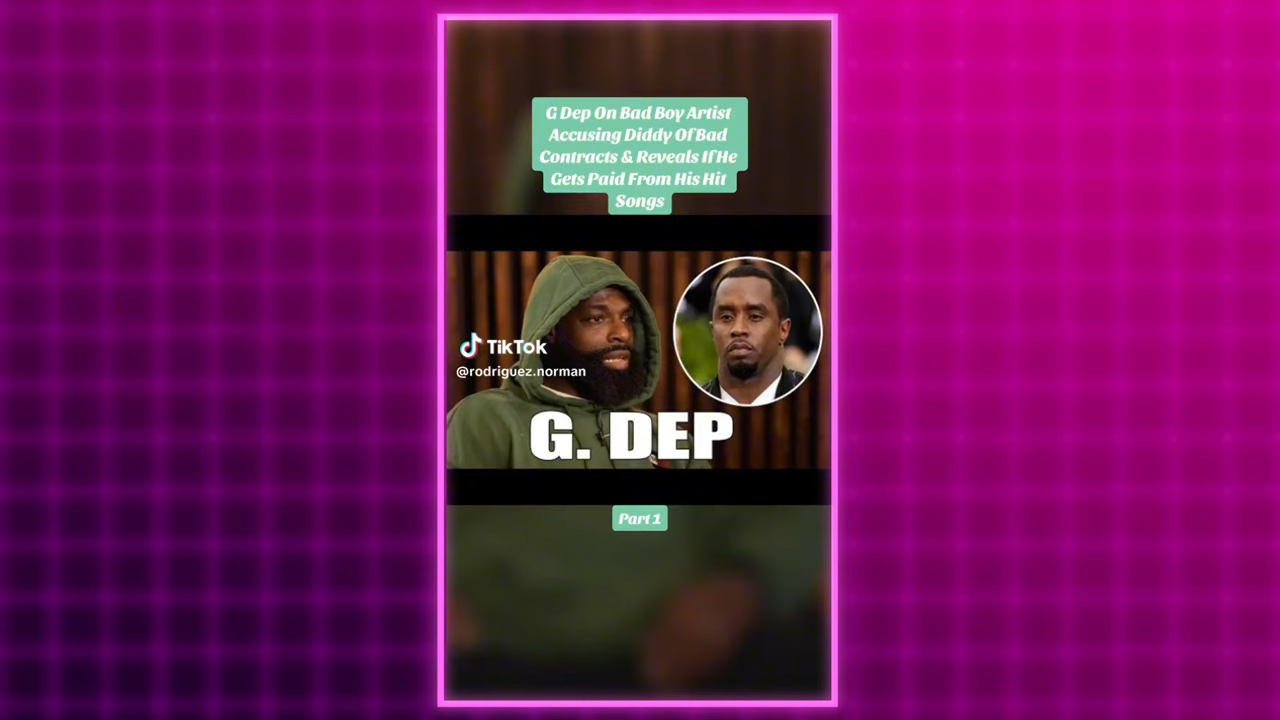 G Dep On Bad Boy Artist
Accusing Diddy Of Bad
Contracts & Reveals If He
Gets Paid From His Hit
Songs
TikTok
@rodriguez.norman
G. DEP
Part 1